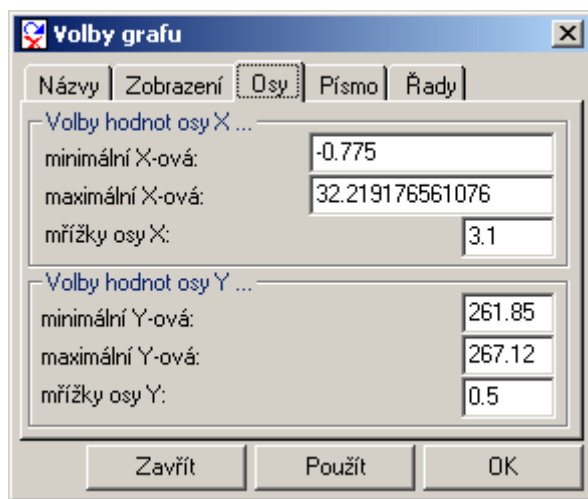 Volby grafu
Názvy Zobrazení Osy Písmo Řady
Volby hodnot osy X ...
minimální X-ová: -0.775
maximální X-ová: 32.219176561076
mřížky osy X: 3.1
Volby hodnot osy Y ...
minimální Y-ová: 261.85
maximální Y-ová: 267.12
mřížky osy Y: 0.5
Zavřít Použít OK